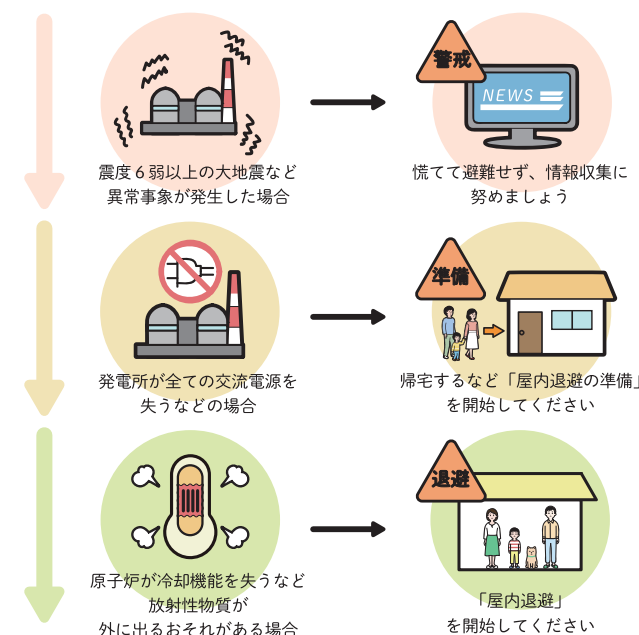 警戒
NEWS
震度6弱以上の大地震など
異常事象が発生した場合
慌てて避難せず、情報収集に
努めましょう
準備
発電所が全ての交流電源を
失うなどの場合
帰宅するなど「屋内退避の準備」
を開始してください
退避
原子炉が冷却機能を失うなど
放射性物質が
外に出るおそれがある場合
「屋内退避」
を開始してください